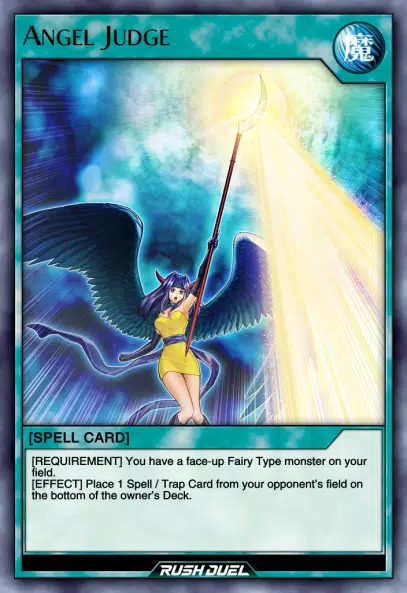 Angel Judge
魔
[SPELL CARD]
[REQUIREMENT] You have a face-up Fairy Type monster on your
field.
[EFFECT] Place 1 Spell / Trap Card from your opponent's field on
the bottom of the owner's Deck.
RUSH DUEL